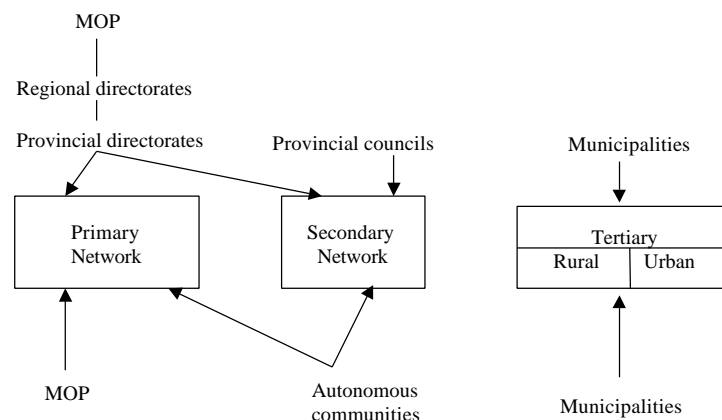 MOP
Regional directorates
Provincial directorates
Provincial councils
Municipalities
Primary
Network
Secondary
Network
Tertiary
Rural
Urban
MOP
Autonomous
communities
Municipalities